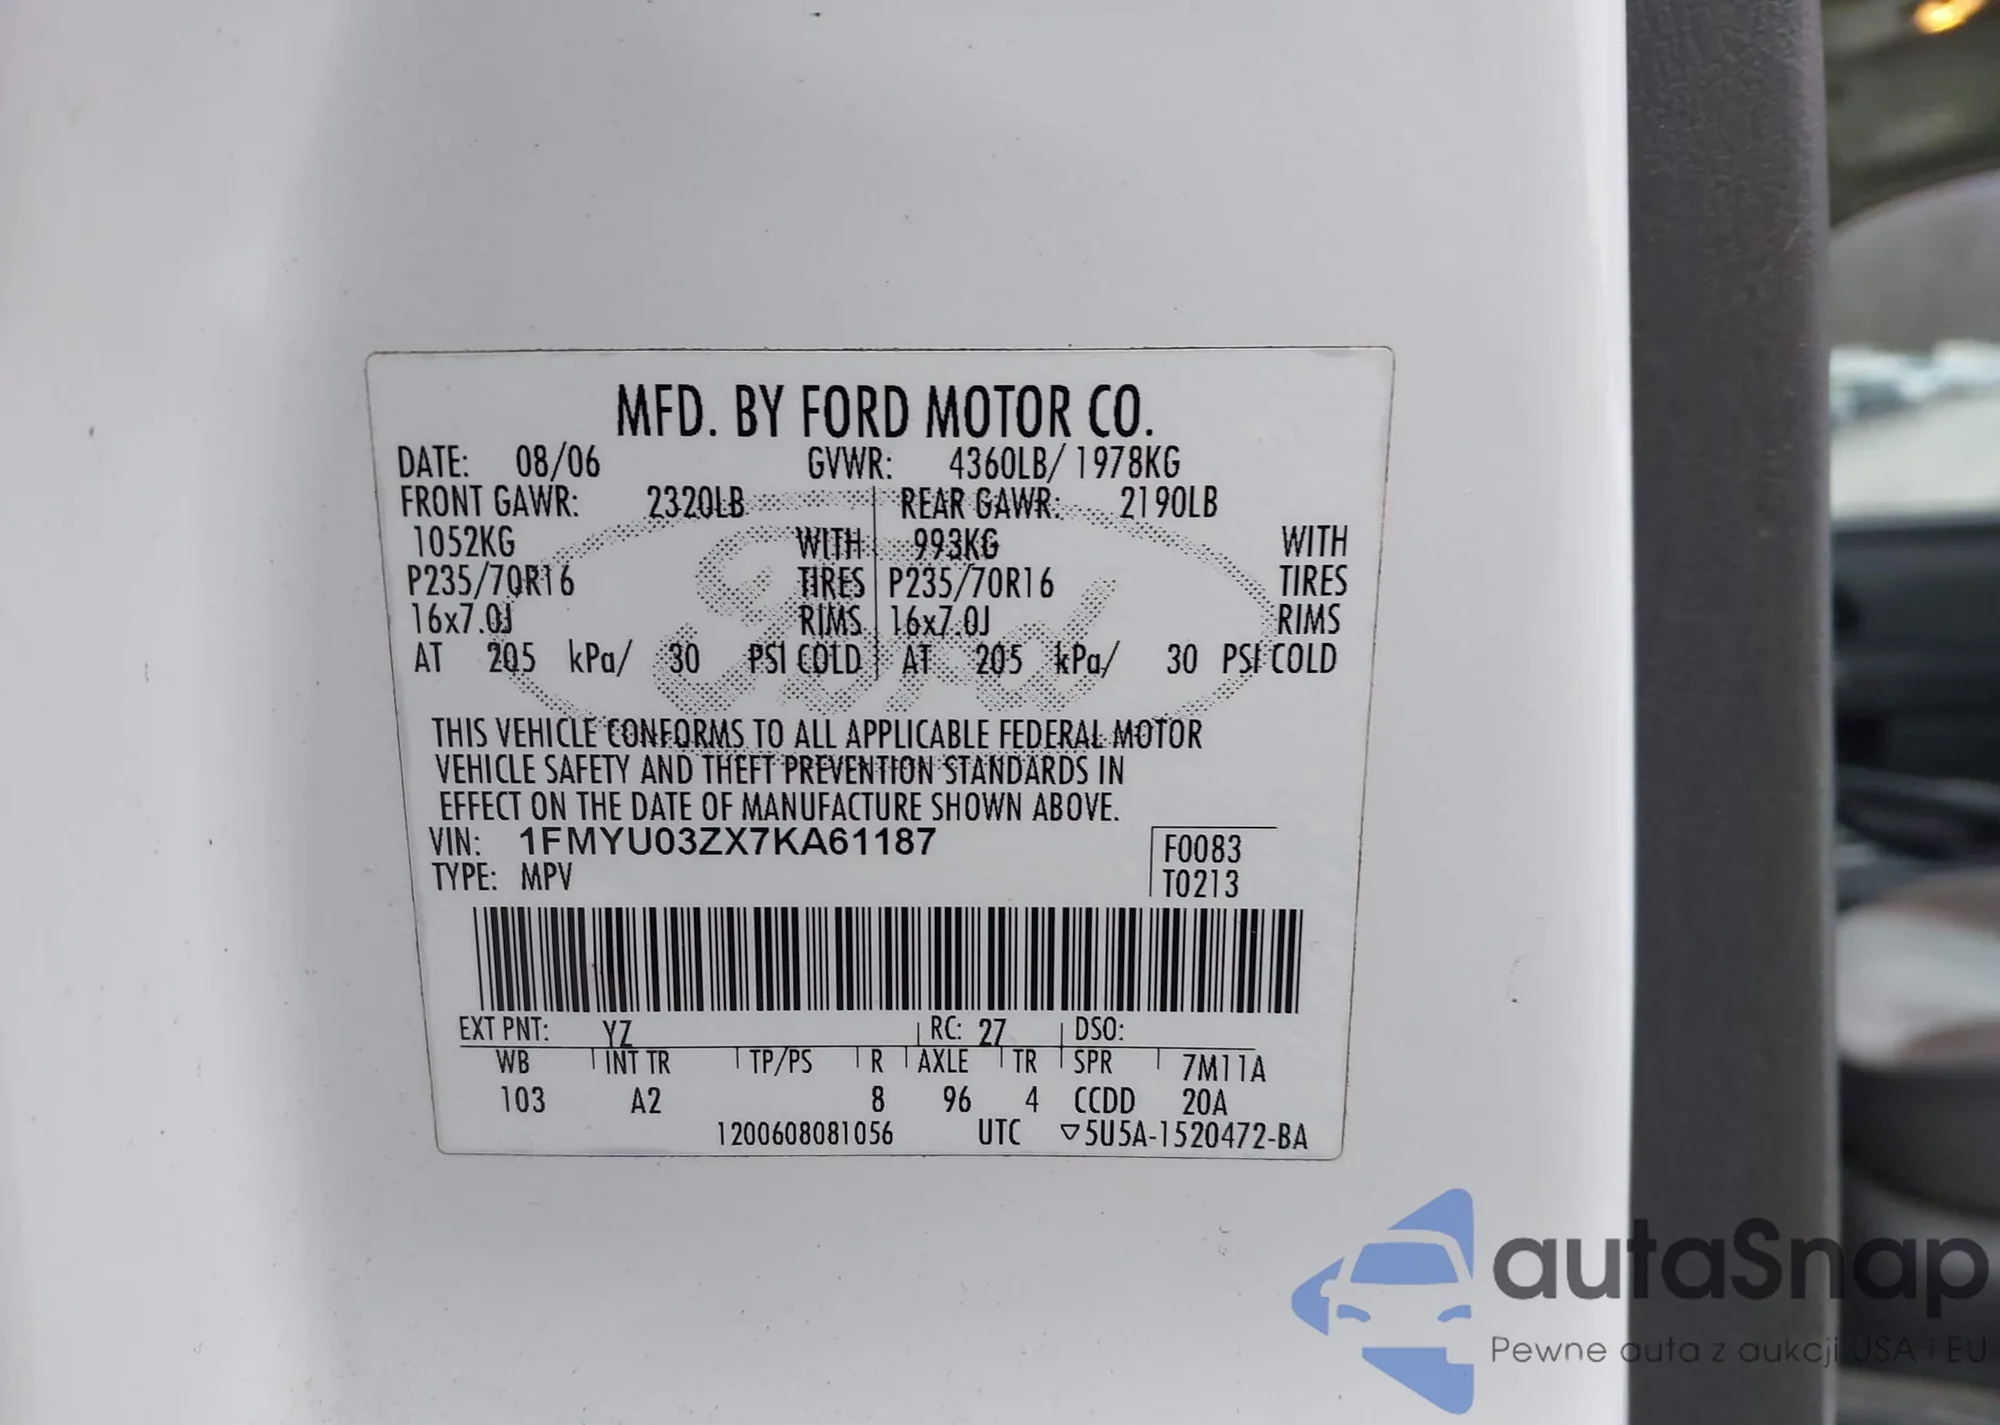 MFD. BY FORD MOTOR CO.
DATE: 08/06 GVWR: 4360LB/ 1978KG
FRONT GAWR: 2320LB REAR GAWR: 2190LB
1052KG WITH 993KG WITH
P235/70R16 TIRES P235/70R16 TIRES
16x7.0J RIMS 16x7.0J RIMS
AT 205 kPa/ 30 PSI COLD AT 205 kPa/ 30 PSI COLD
Ford
THIS VEHICLE CONFORMS TO ALL APPLICABLE FEDERAL MOTOR
VEHICLE SAFETY AND THEFT PREVENTION STANDARDS IN
EFFECT ON THE DATE OF MANUFACTURE SHOWN ABOVE.
VIN: 1FMYU03ZX7KA61187 F0083
TYPE: MPV T0213
EXT PNT: YZ RC: 27 DSO:
WB INT TR TP/PS R AXLE TR SPR 7M11A
103 A2 8 96 4 CCDD 20A
1200608081056 UTC ▽5U5A-1520472-BA
autaSnap
Pewne auta z aukcji USA i EU